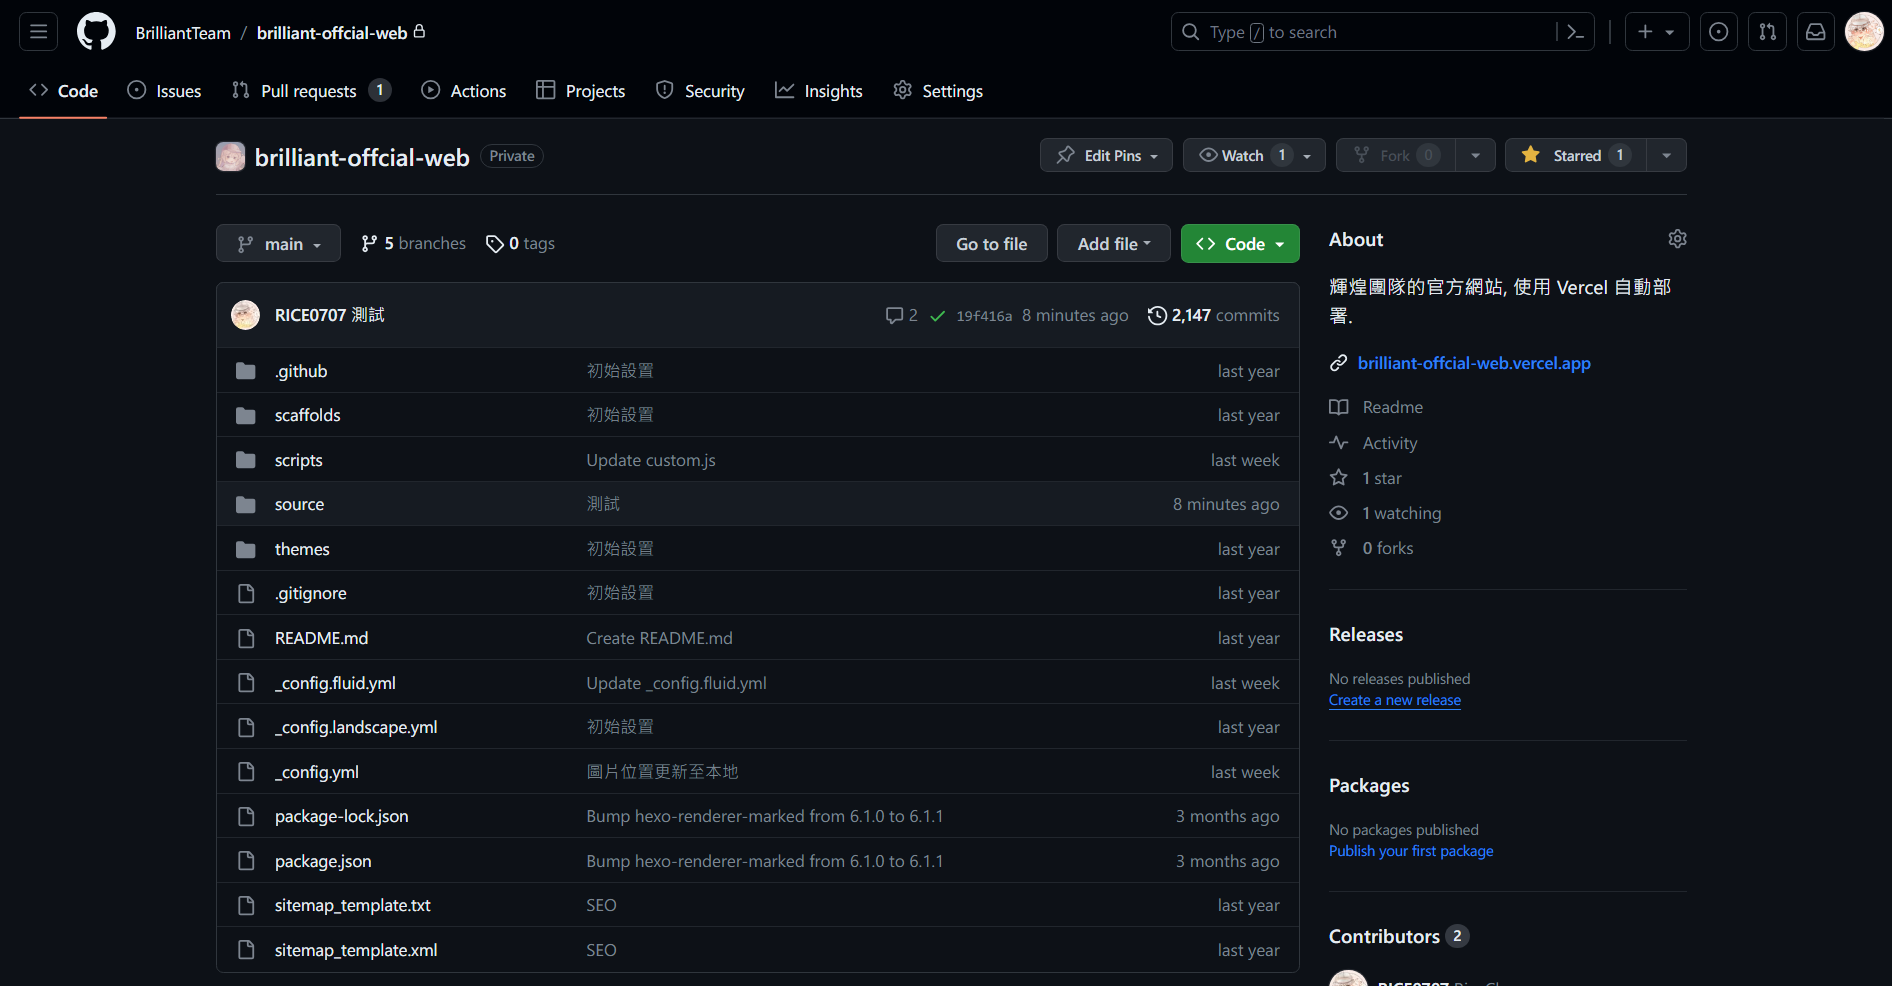 BrilliantTeam / brilliant-offcial-web
Type / to search
Code
Issues
Pull requests 1
Actions
Projects
Security
Insights
Settings
brilliant-offcial-web Private
Edit Pins
Watch 1
Fork 0
Starred 1
main
5 branches
0 tags
Go to file
Add file
Code
RICE0707 測試 2 19f416a 8 minutes ago 2,147 commits
.github 初始設置 last year
scaffolds 初始設置 last year
scripts Update custom.js last week
source 測試 8 minutes ago
themes 初始設置 last year
.gitignore 初始設置 last year
README.md Create README.md last year
_config.fluid.yml Update _config.fluid.yml last week
_config.landscape.yml 初始設置 last year
_config.yml 圖片位置更新至本地 last week
package-lock.json Bump hexo-renderer-marked from 6.1.0 to 6.1.1 3 months ago
package.json Bump hexo-renderer-marked from 6.1.0 to 6.1.1 3 months ago
sitemap_template.txt SEO last year
sitemap_template.xml SEO last year
About
輝煌團隊的官方網站, 使用 Vercel 自動部
署.
brilliant-offcial-web.vercel.app
Readme
Activity
1 star
1 watching
0 forks
Releases
No releases published
Create a new release
Packages
No packages published
Publish your first package
Contributors 2
RICE0707